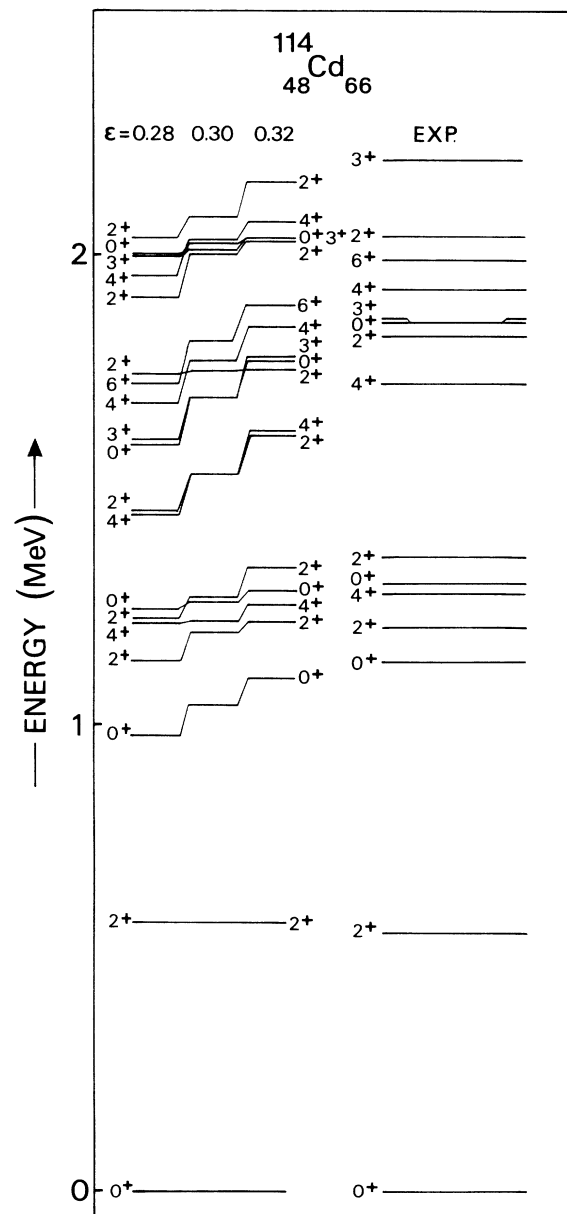 114
Cd
48 66
ε=0.28 0.30 0.32 EXP.
3+
2+
2+ 4+
0+ 0+ 3+ 2+
2
3+ 2+ 6+
4+
2+ 4+
6+ 3+
4+ 0+
3+ 2+
2+ 0+
6+ 2+ 4+
4+
3+ 4+
0+ 2+
2+
4+
2+ 2+
0+ 0+ 0+
2+ 4+ 4+
4+ 2+ 2+
2+ 0+
0+
1
0+
2+ 2+ 2+
0 0+ 0+
ENERGY (MeV)